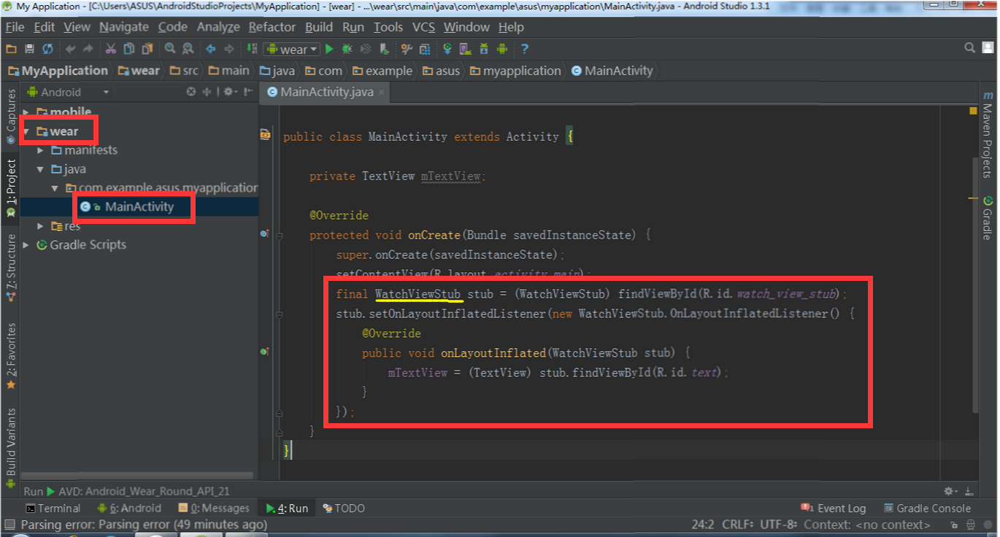 My Application - [C:\Users\ASUS\AndroidStudioProjects\MyApplication] - [wear] - ...\wear\src\main\java\com\example\asus\myapplication\MainActivity.java - Android Studio 1.3.1
File Edit View Navigate Code Analyze Refactor Build Run Tools VCS Window Help
wear
MyApplication wear src main java com example asus myapplication MainActivity
Android
MainActivity.java
Captures
1: Project
7: Structure
2: Favorites
Build Variants
mobile
wear
manifests
java
com.example.asus.myapplication
MainActivity
res
Gradle Scripts
public class MainActivity extends Activity {
private TextView mTextView;
@Override
protected void onCreate(Bundle savedInstanceState) {
super.onCreate(savedInstanceState);
setContentView(R.layout.activity_main);
final WatchViewStub stub = (WatchViewStub) findViewById(R.id.watch_view_stub);
stub.setOnLayoutInflatedListener(new WatchViewStub.OnLayoutInflatedListener() {
@Override
public void onLayoutInflated(WatchViewStub stub) {
mTextView = (TextView) stub.findViewById(R.id.text);
}
});
}
}
m Maven Projects
Gradle
Run AVD: Android_Wear_Round_API_21
Terminal 6: Android 0: Messages 4: Run TODO 1 Event Log Gradle Console
Parsing error: Parsing error (49 minutes ago) 24:2 CRLF÷ UTF-8÷ Context: <no context>